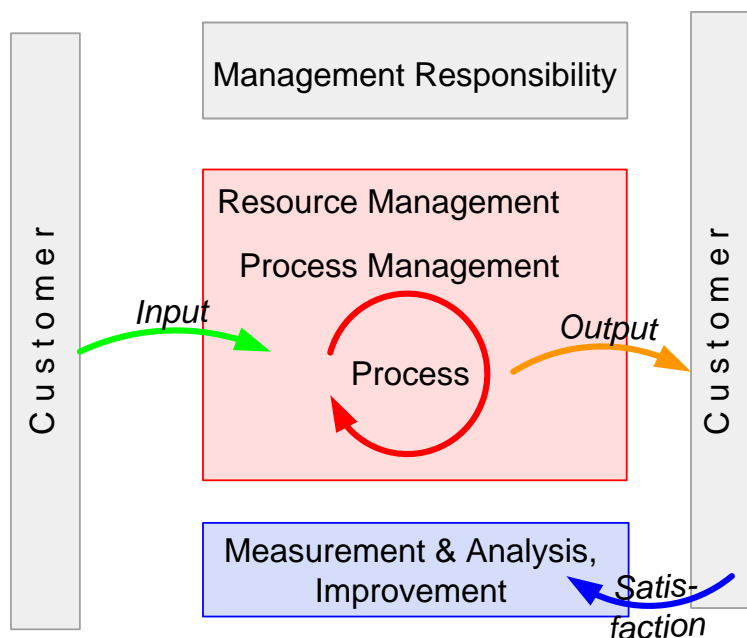 Management Responsibility
Customer
Resource Management
Process Management
Input
Process
Output
Customer
Measurement & Analysis,
Improvement
Satis-
faction